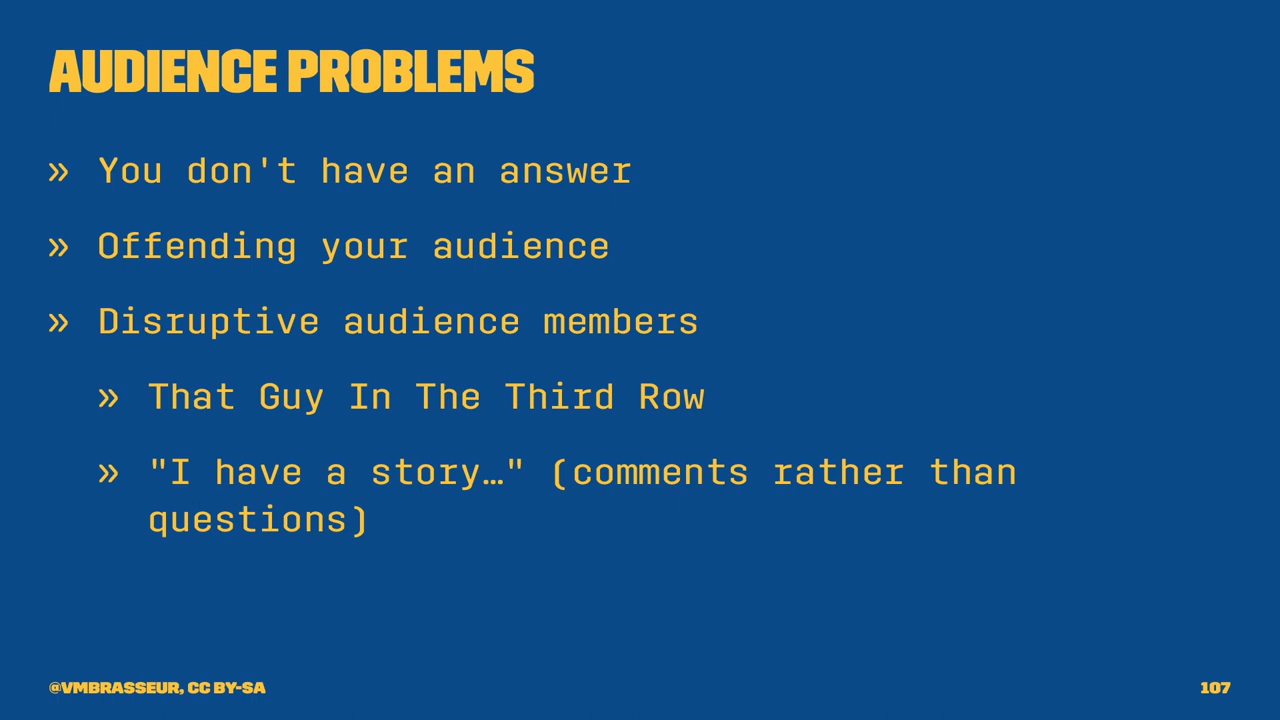 AUDIENCE PROBLEMS
» You don't have an answer
» Offending your audience
» Disruptive audience members
» That Guy In The Third Row
» "I have a story…" (comments rather than
questions)
@VMBRASSEUR, CC BY-SA
107